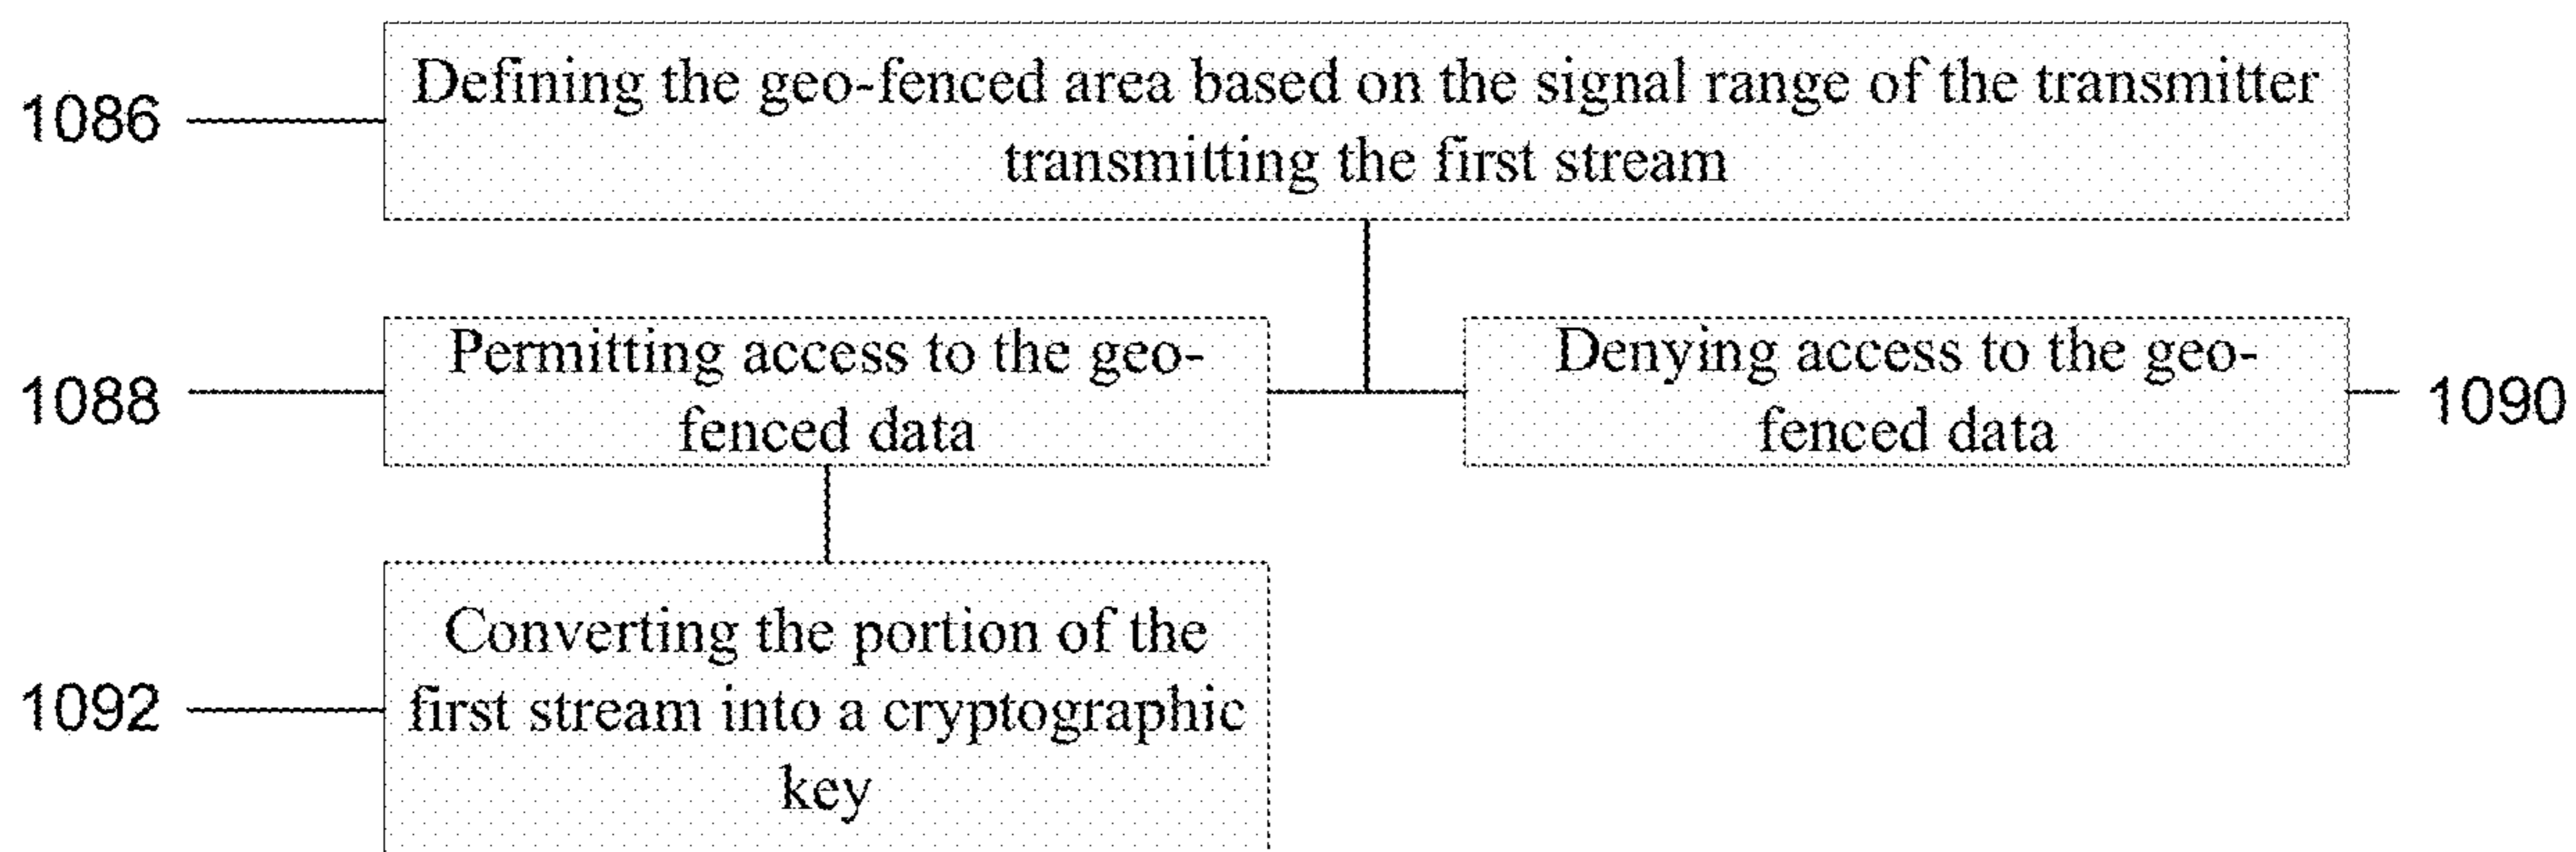 1086
Defining the geo-fenced area based on the signal range of the transmitter
transmitting the first stream
1088
Permitting access to the geo-
fenced data
Denying access to the geo-
fenced data
1090
1092
Converting the portion of the
first stream into a cryptographic
key